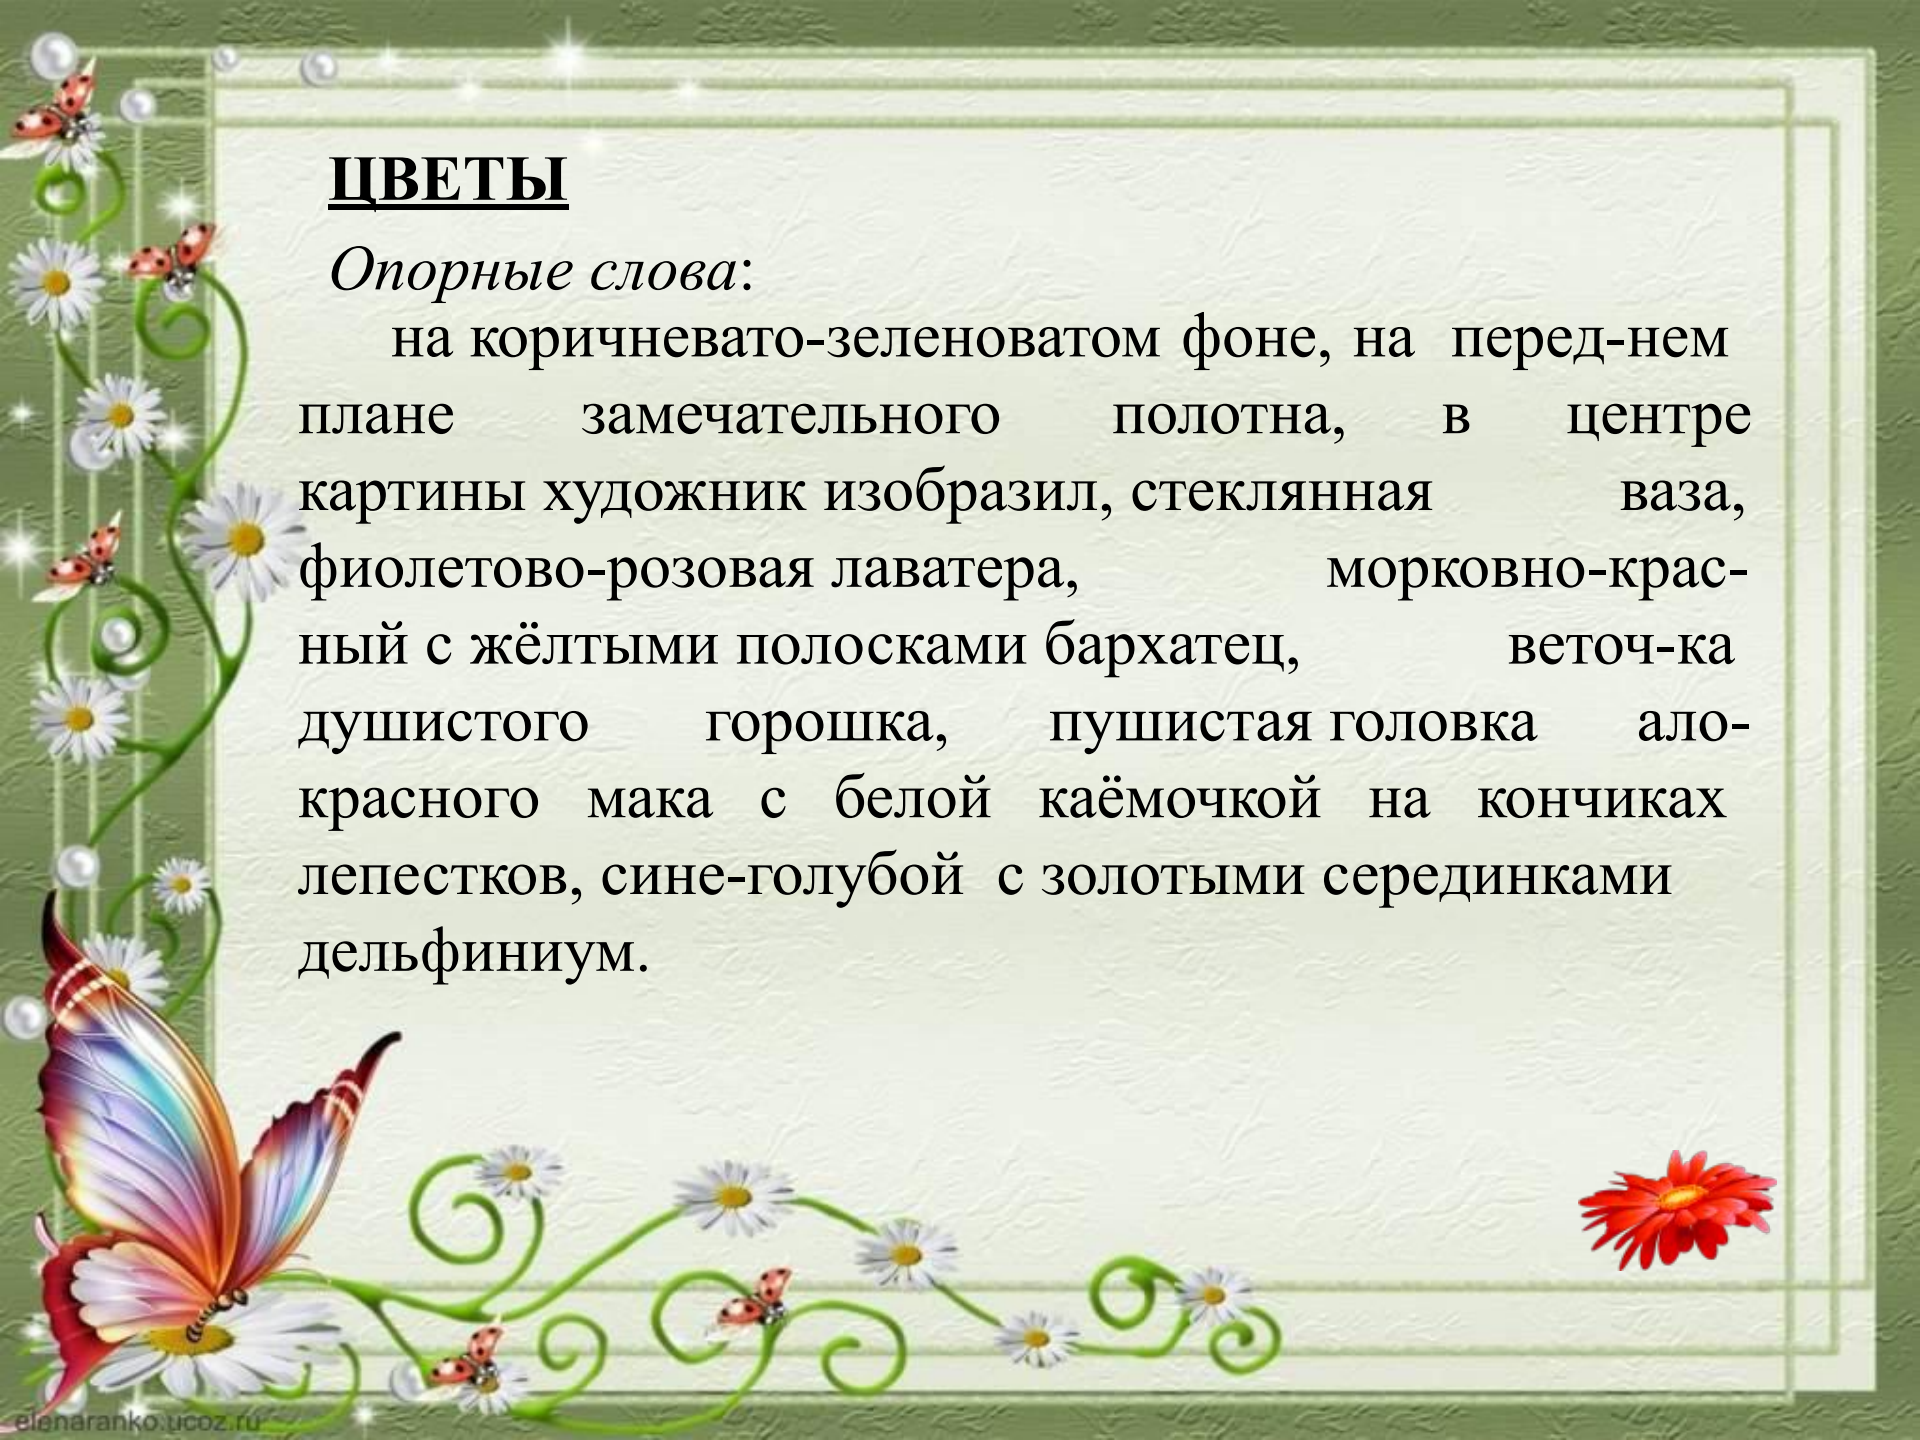 ЦВЕТЫ
Опорные слова:
на коричневато-зеленоватом фоне, на перед-нем
плане замечательного полотна, в центре
картины художник изобразил, стеклянная ваза,
фиолетово-розовая лаватера, морковно-крас-
ный с жёлтыми полосками бархатец, веточ-ка
душистого горошка, пушистая головка ало-
красного мака с белой каёмочкой на кончиках
лепестков, сине-голубой с золотыми серединками
дельфиниум.
elenaranko.ucoz.ru